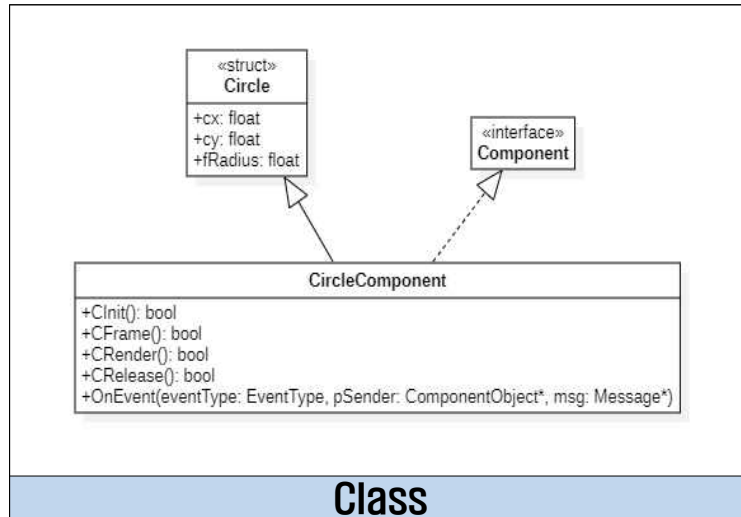 «struct»
Circle
+cx: float
+cy: float
+fRadius: float
«interface»
Component
CircleComponent
+CInit(): bool
+CFrame(): bool
+CRender(): bool
+CRelease(): bool
+OnEvent(eventType: EventType, pSender: ComponentObject*, msg: Message*)
Class